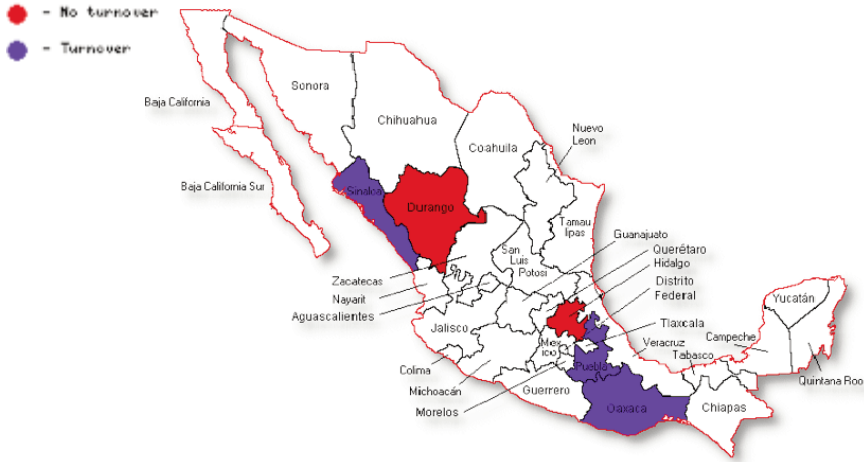 - No turnover
- Turnover
Sonora
Baja California
Chihuahua
Coahuila
Nuevo
Leon
Baja California Sur
Sinaloa
Durango
Tamau
lipas
Guanajuato
San
Luis
Potosi
Querétaro
Hidalgo
Distrito
Federal
Zacatecas
Nayarit
Aguascalientes
Yucatán
Jalisco
Tlaxcala
Mex
ico
Veracruz
Campeche
Tabasco
Colima
Puebla
Quintana Roo
Michoacán
Guerrero
Morelos
Oaxaca
Chiapas